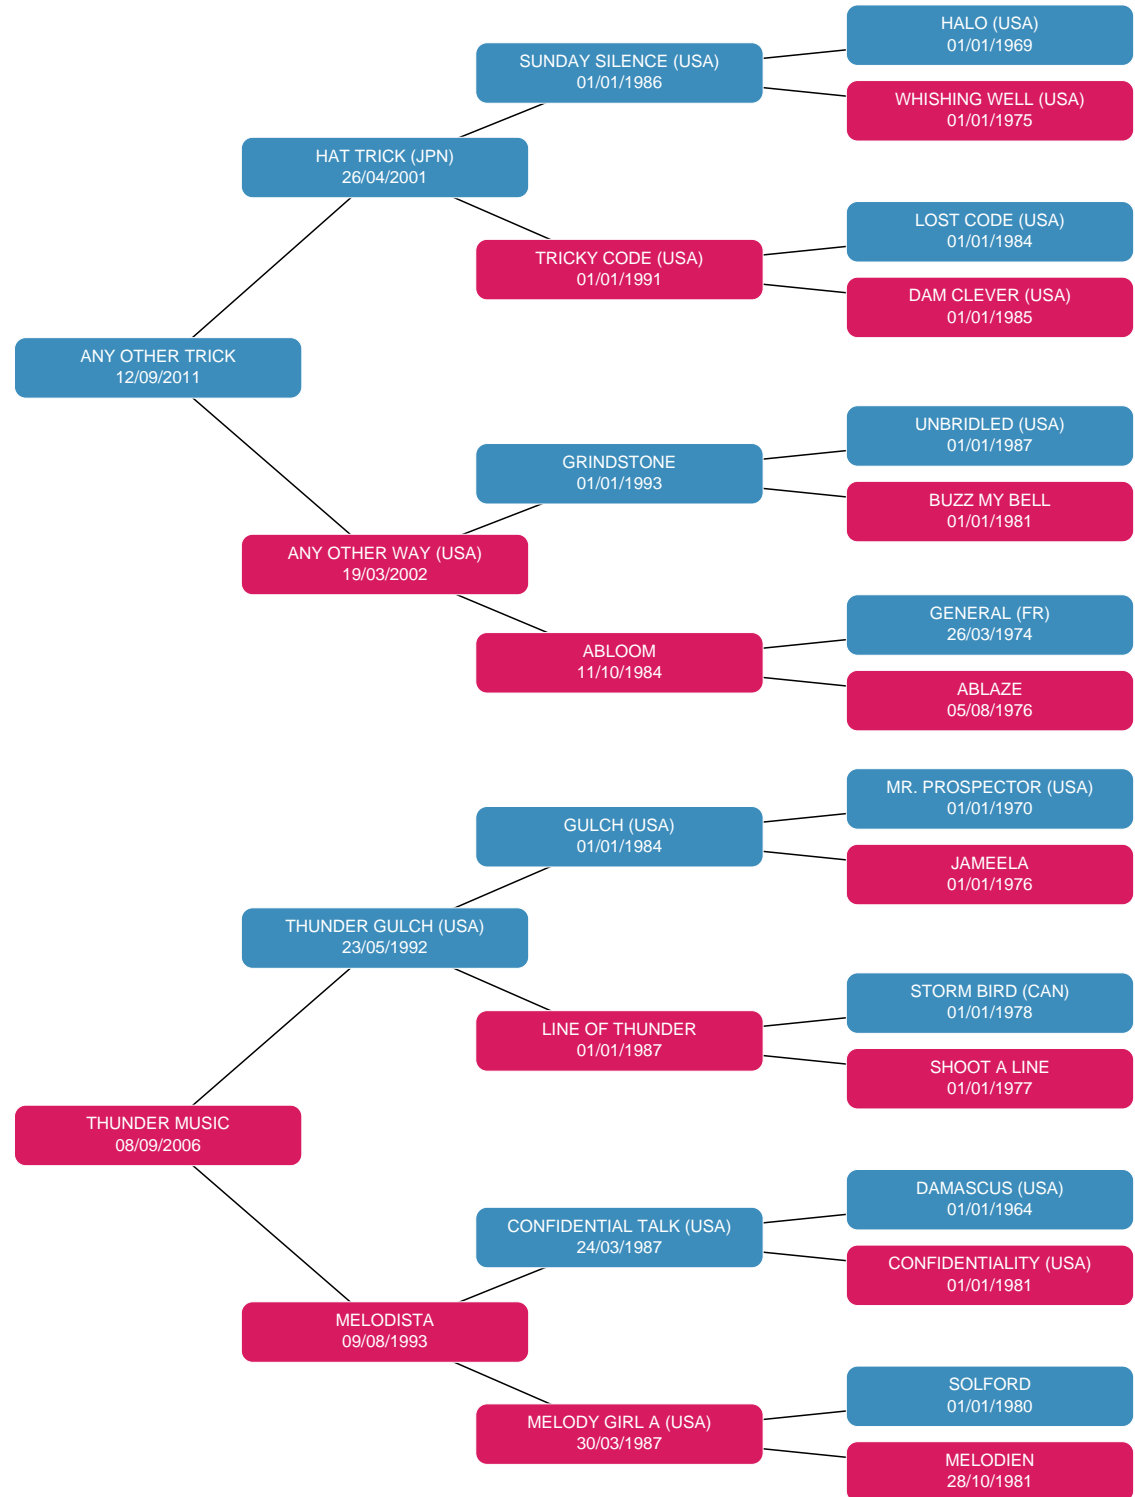 HALO (USA)
01/01/1969
SUNDAY SILENCE (USA)
01/01/1986
WHISHING WELL (USA)
01/01/1975
HAT TRICK (JPN)
26/04/2001
LOST CODE (USA)
01/01/1984
TRICKY CODE (USA)
01/01/1991
DAM CLEVER (USA)
01/01/1985
ANY OTHER TRICK
12/09/2011
UNBRIDLED (USA)
01/01/1987
GRINDSTONE
01/01/1993
BUZZ MY BELL
01/01/1981
ANY OTHER WAY (USA)
19/03/2002
GENERAL (FR)
26/03/1974
ABLOOM
11/10/1984
ABLAZE
05/08/1976
MR. PROSPECTOR (USA)
01/01/1970
GULCH (USA)
01/01/1984
JAMEELA
01/01/1976
THUNDER GULCH (USA)
23/05/1992
STORM BIRD (CAN)
01/01/1978
LINE OF THUNDER
01/01/1987
SHOOT A LINE
01/01/1977
THUNDER MUSIC
08/09/2006
DAMASCUS (USA)
01/01/1964
CONFIDENTIAL TALK (USA)
24/03/1987
CONFIDENTIALITY (USA)
01/01/1981
MELODISTA
09/08/1993
SOLFORD
01/01/1980
MELODY GIRL A (USA)
30/03/1987
MELODIEN
28/10/1981